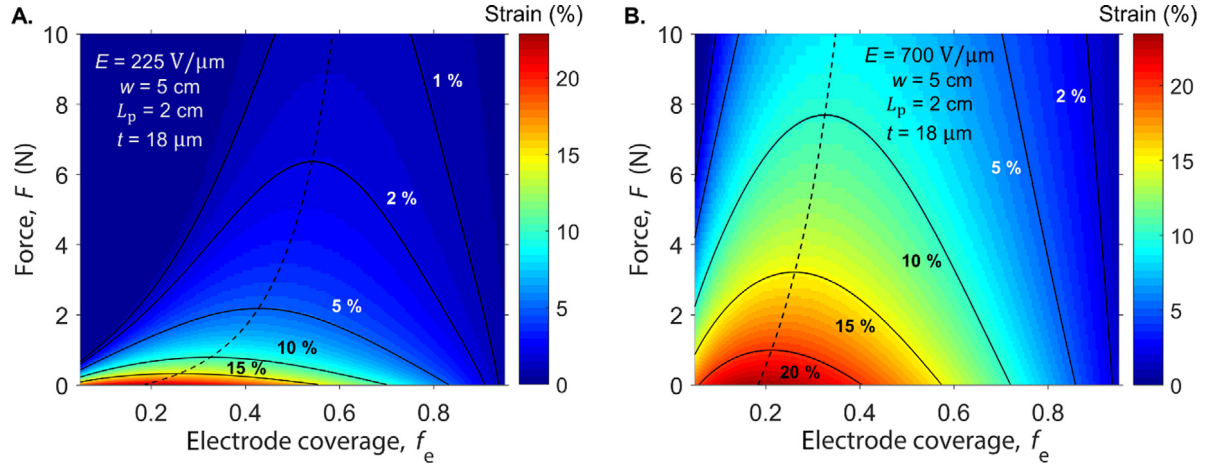 A.
Strain (%)
E = 225 V/μm
w = 5 cm
Lp = 2 cm
t = 18 μm
1 %
2 %
5 %
10 %
15 %
10
8
6
4
2
0
Force, F (N)
0.2 0.4 0.6 0.8
Electrode coverage, fe
20
15
10
5
0
B.
Strain (%)
E = 700 V/μm
w = 5 cm
Lp = 2 cm
t = 18 μm
2 %
5 %
10 %
15 %
20 %
10
8
6
4
2
0
Force, F (N)
0.2 0.4 0.6 0.8
Electrode coverage, fe
20
15
10
5
0